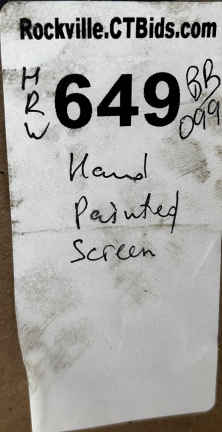 Rockville.CTBids.com
HRW
649
BB
099
Hand
Painted
Screen